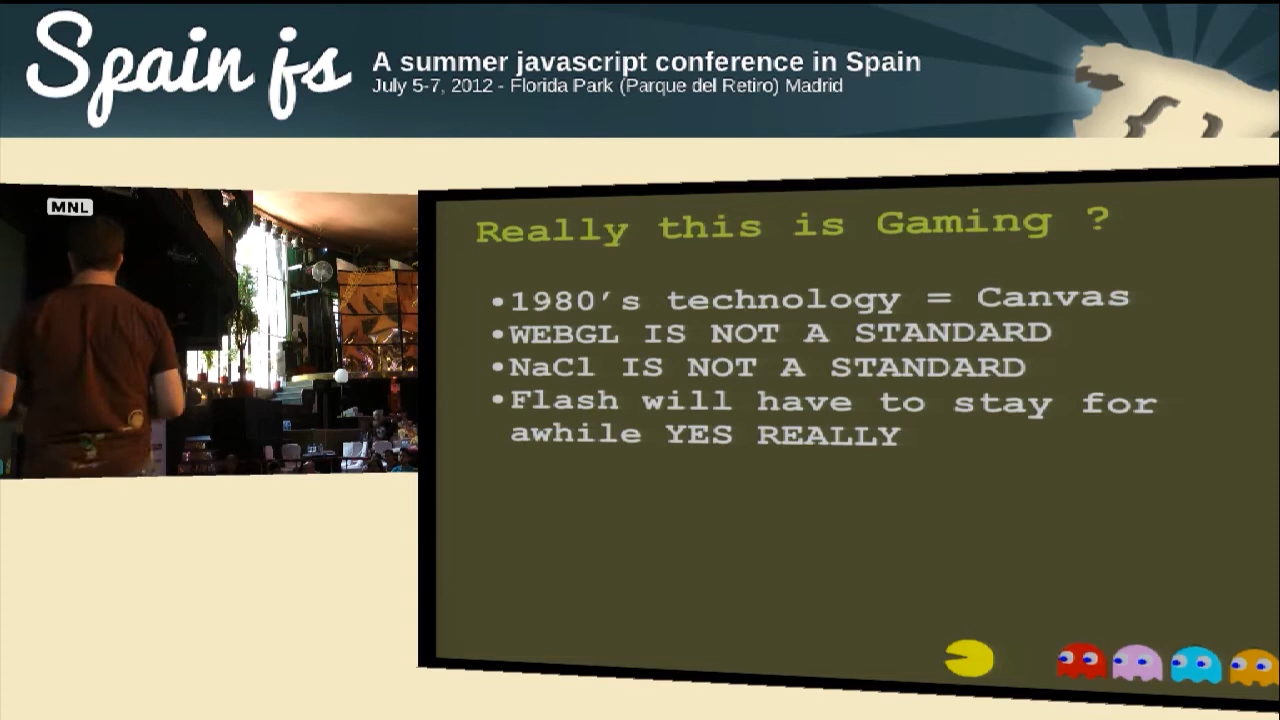 Spain js
A summer javascript conference in Spain
July 5-7, 2012 - Florida Park (Parque del Retiro) Madrid
MNL
Really this is Gaming ?
•1980's technology = Canvas
•WEBGL IS NOT A STANDARD
•NaCl IS NOT A STANDARD
•Flash will have to stay for
awhile YES REALLY